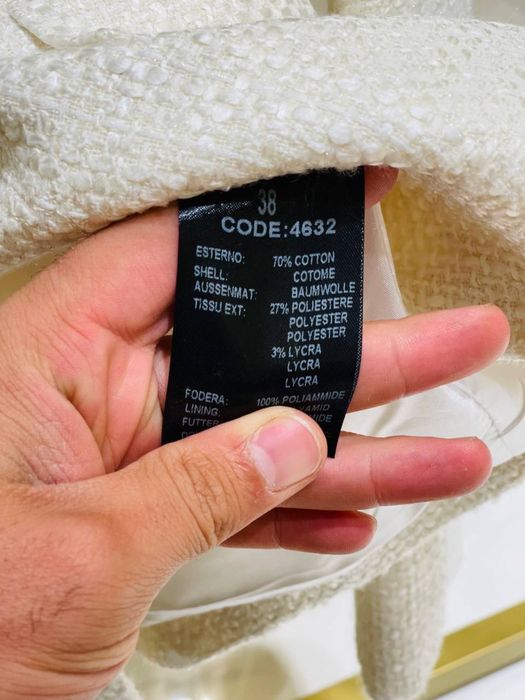 38
CODE:4632
ESTERNO: 70% COTTON
SHELL: COTOME
AUSSENMAT: BAUMWOLLE
TISSU EXT: 27% POLIESTERE
POLYESTER
POLYESTER
3% LYCRA
LYCRA
LYCRA
FODERA: 100% POLIAMMIDE
LINING: